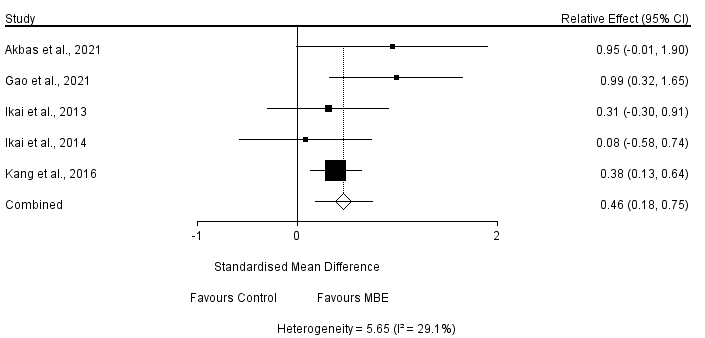 Study Relative Effect (95% CI)
Akbas et al., 2021 0.95 (-0.01, 1.90)
Gao et al., 2021 0.99 (0.32, 1.65)
Ikai et al., 2013 0.31 (-0.30, 0.91)
Ikai et al., 2014 0.08 (-0.58, 0.74)
Kang et al., 2016 0.38 (0.13, 0.64)
Combined 0.46 (0.18, 0.75)
-1 0 2
Standardised Mean Difference
Favours Control Favours MBE
Heterogeneity = 5.65 (I² = 29.1%)